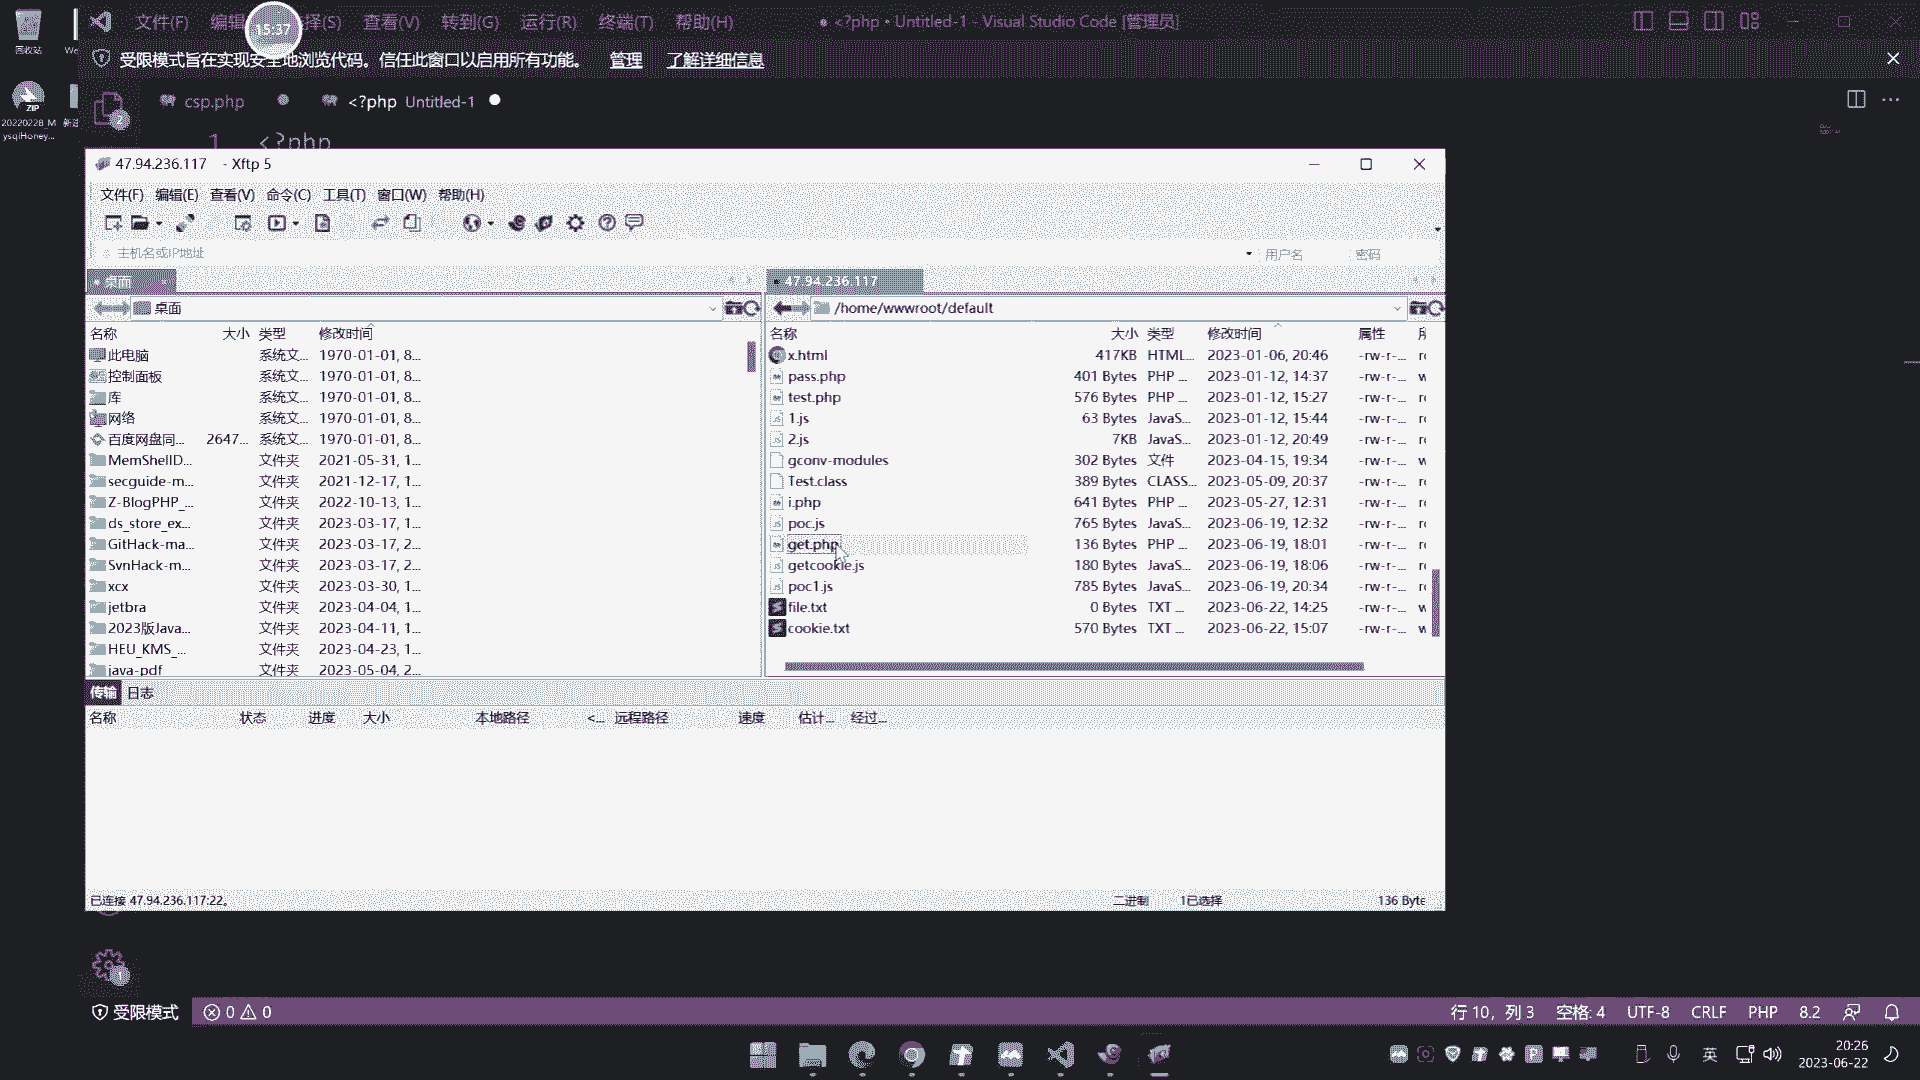 文件(F) 编辑 择(S) 查看(V) 转到(G) 运行(R) 终端(T) 帮助(H) ● <?php • Untitled-1 - Visual Studio Code [管理员]
15:37
回收站
受限模式旨在实现安全地浏览代码。信任此窗口以启用所有功能。 管理 了解详细信息
ZIP
20220228_M
ysqlHoney...
2
csp.php <?php Untitled-1
1 <?php
47.94.236.117 - Xftp 5
文件(F) 编辑(E) 查看(V) 命令(C) 工具(T) 窗口(W) 帮助(H)
主机名或IP地址 用户名 密码
桌面
47.94.236.117
桌面
/home/wwwroot/default
名称 大小 类型 修改时间
此电脑 系统文... 1970-01-01, 8...
控制面板 系统文... 1970-01-01, 8...
库 系统文... 1970-01-01, 8...
网络 系统文... 1970-01-01, 8...
百度网盘同... 2647... 系统文... 1970-01-01, 8...
MemShellD... 文件夹 2021-05-31, 1...
secguide-m... 文件夹 2021-12-17, 1...
Z-BlogPHP_... 文件夹 2022-10-13, 1...
ds_store_ex... 文件夹 2023-03-17, 1...
GitHack-ma... 文件夹 2023-03-17, 2...
SvnHack-m... 文件夹 2023-03-17, 2...
xcx 文件夹 2023-03-30, 1...
jetbra 文件夹 2023-04-04, 1...
2023版Java... 文件夹 2023-04-11, 1...
HEU_KMS_... 文件夹 2023-04-23, 1...
java-pdf 文件夹 2023-05-04, 2...
名称 大小 类型 修改时间 属性
x.html 417KB HTML... 2023-01-06, 20:46 -rw-r-...
pass.php 401 Bytes PHP ... 2023-01-12, 14:37 -rw-r-...
test.php 576 Bytes PHP ... 2023-01-12, 15:27 -rw-r-...
1.js 63 Bytes JavaS... 2023-01-12, 15:44 -rw-r-...
2.js 7KB JavaS... 2023-01-12, 20:49 -rw-r-...
gconv-modules 302 Bytes 文件 2023-04-15, 19:34 -rw-r-...
Test.class 389 Bytes CLASS... 2023-05-09, 20:37 -rw-r-...
i.php 641 Bytes PHP ... 2023-05-27, 12:31 -rw-r-...
poc.js 765 Bytes JavaS... 2023-06-19, 12:32 -rw-r-...
get.php 136 Bytes PHP ... 2023-06-19, 18:01 -rw-r-...
getcookie.js 180 Bytes JavaS... 2023-06-19, 18:06 -rw-r-...
poc1.js 785 Bytes JavaS... 2023-06-19, 20:34 -rw-r-...
file.txt 0 Bytes TXT ... 2023-06-22, 14:25 -rw-r-...
cookie.txt 570 Bytes TXT ... 2023-06-22, 15:07 -rw-r-...
传输 日志
名称 状态 进度 大小 本地路径 <... 远程路径 速度 估计... 经过...
已连接 47.94.236.117:22。 二进制 1已选择 136 Byte
1
受限模式 0 0 行 10，列 3 空格: 4 UTF-8 CRLF PHP 8.2
英 20:26
2023-06-22